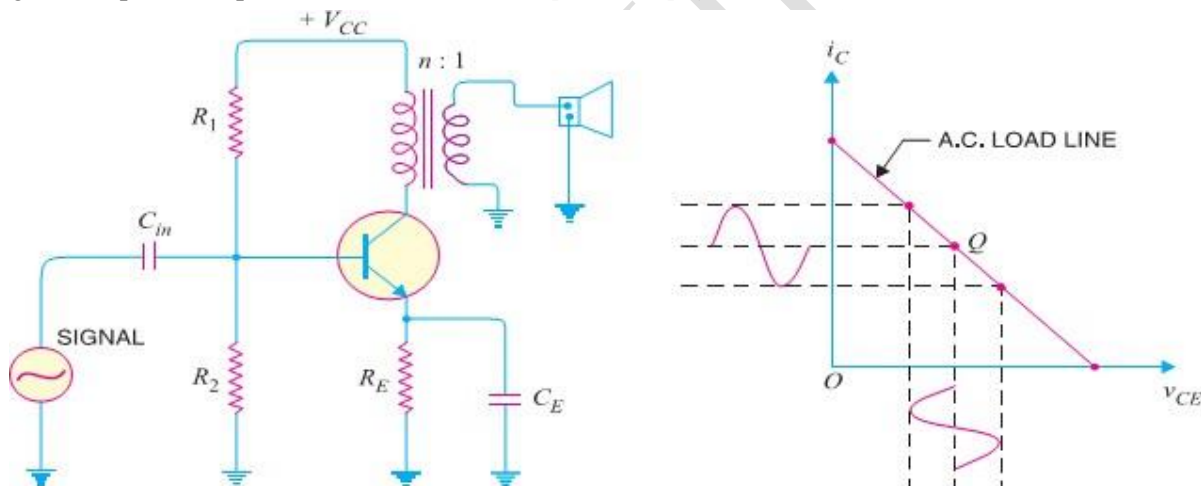 + V_CC
n : 1
R_1
C_in
SIGNAL
R_2
R_E
C_E
i_C
A.C. LOAD LINE
Q
O
v_CE